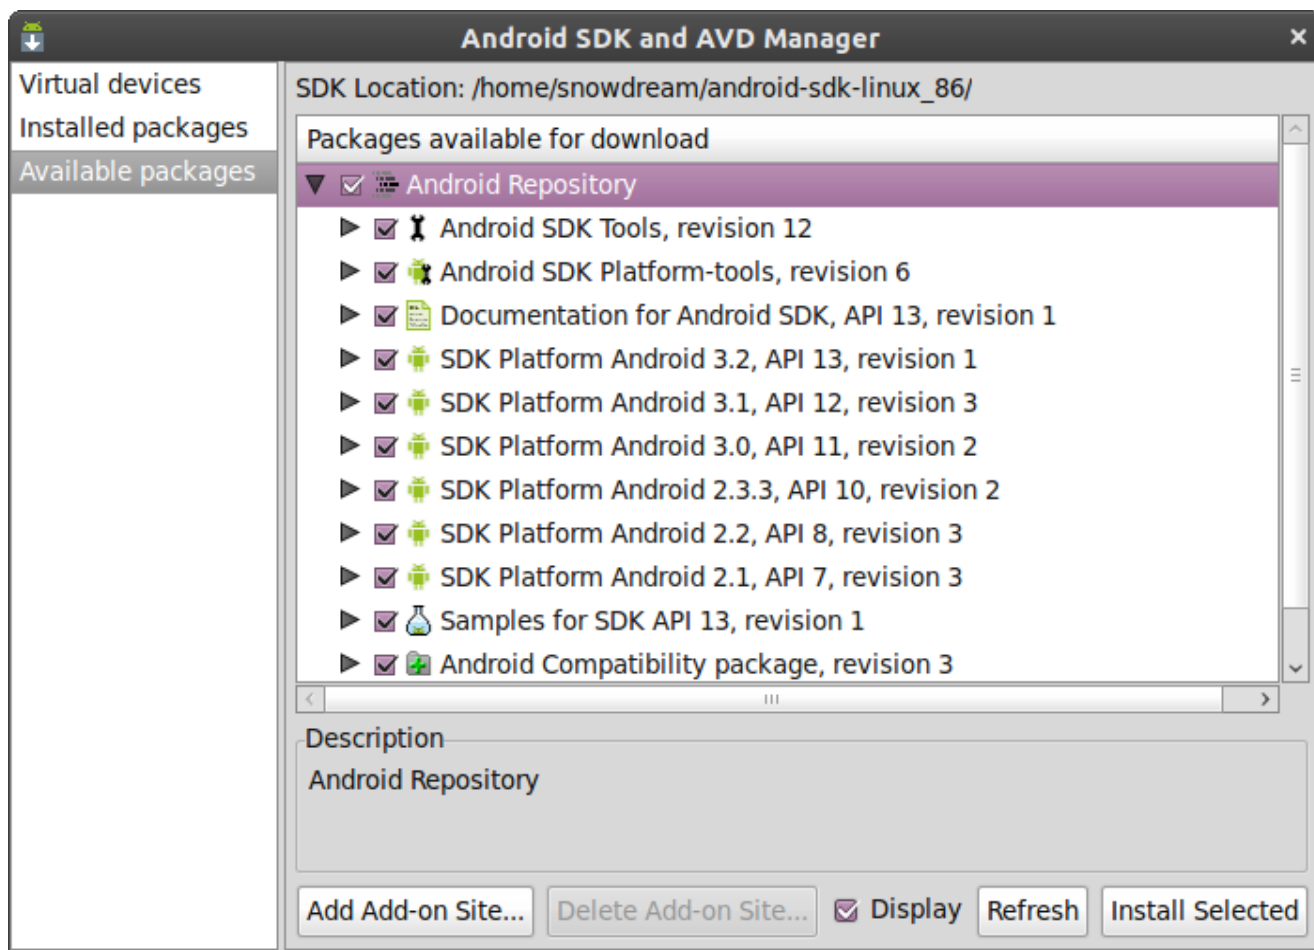 Android SDK and AVD Manager
Virtual devices
Installed packages
Available packages
SDK Location: /home/snowdream/android-sdk-linux_86/
Packages available for download
Android Repository
Android SDK Tools, revision 12
Android SDK Platform-tools, revision 6
Documentation for Android SDK, API 13, revision 1
SDK Platform Android 3.2, API 13, revision 1
SDK Platform Android 3.1, API 12, revision 3
SDK Platform Android 3.0, API 11, revision 2
SDK Platform Android 2.3.3, API 10, revision 2
SDK Platform Android 2.2, API 8, revision 3
SDK Platform Android 2.1, API 7, revision 3
Samples for SDK API 13, revision 1
Android Compatibility package, revision 3
Description
Android Repository
Add Add-on Site... Delete Add-on Site... Display Refresh Install Selected